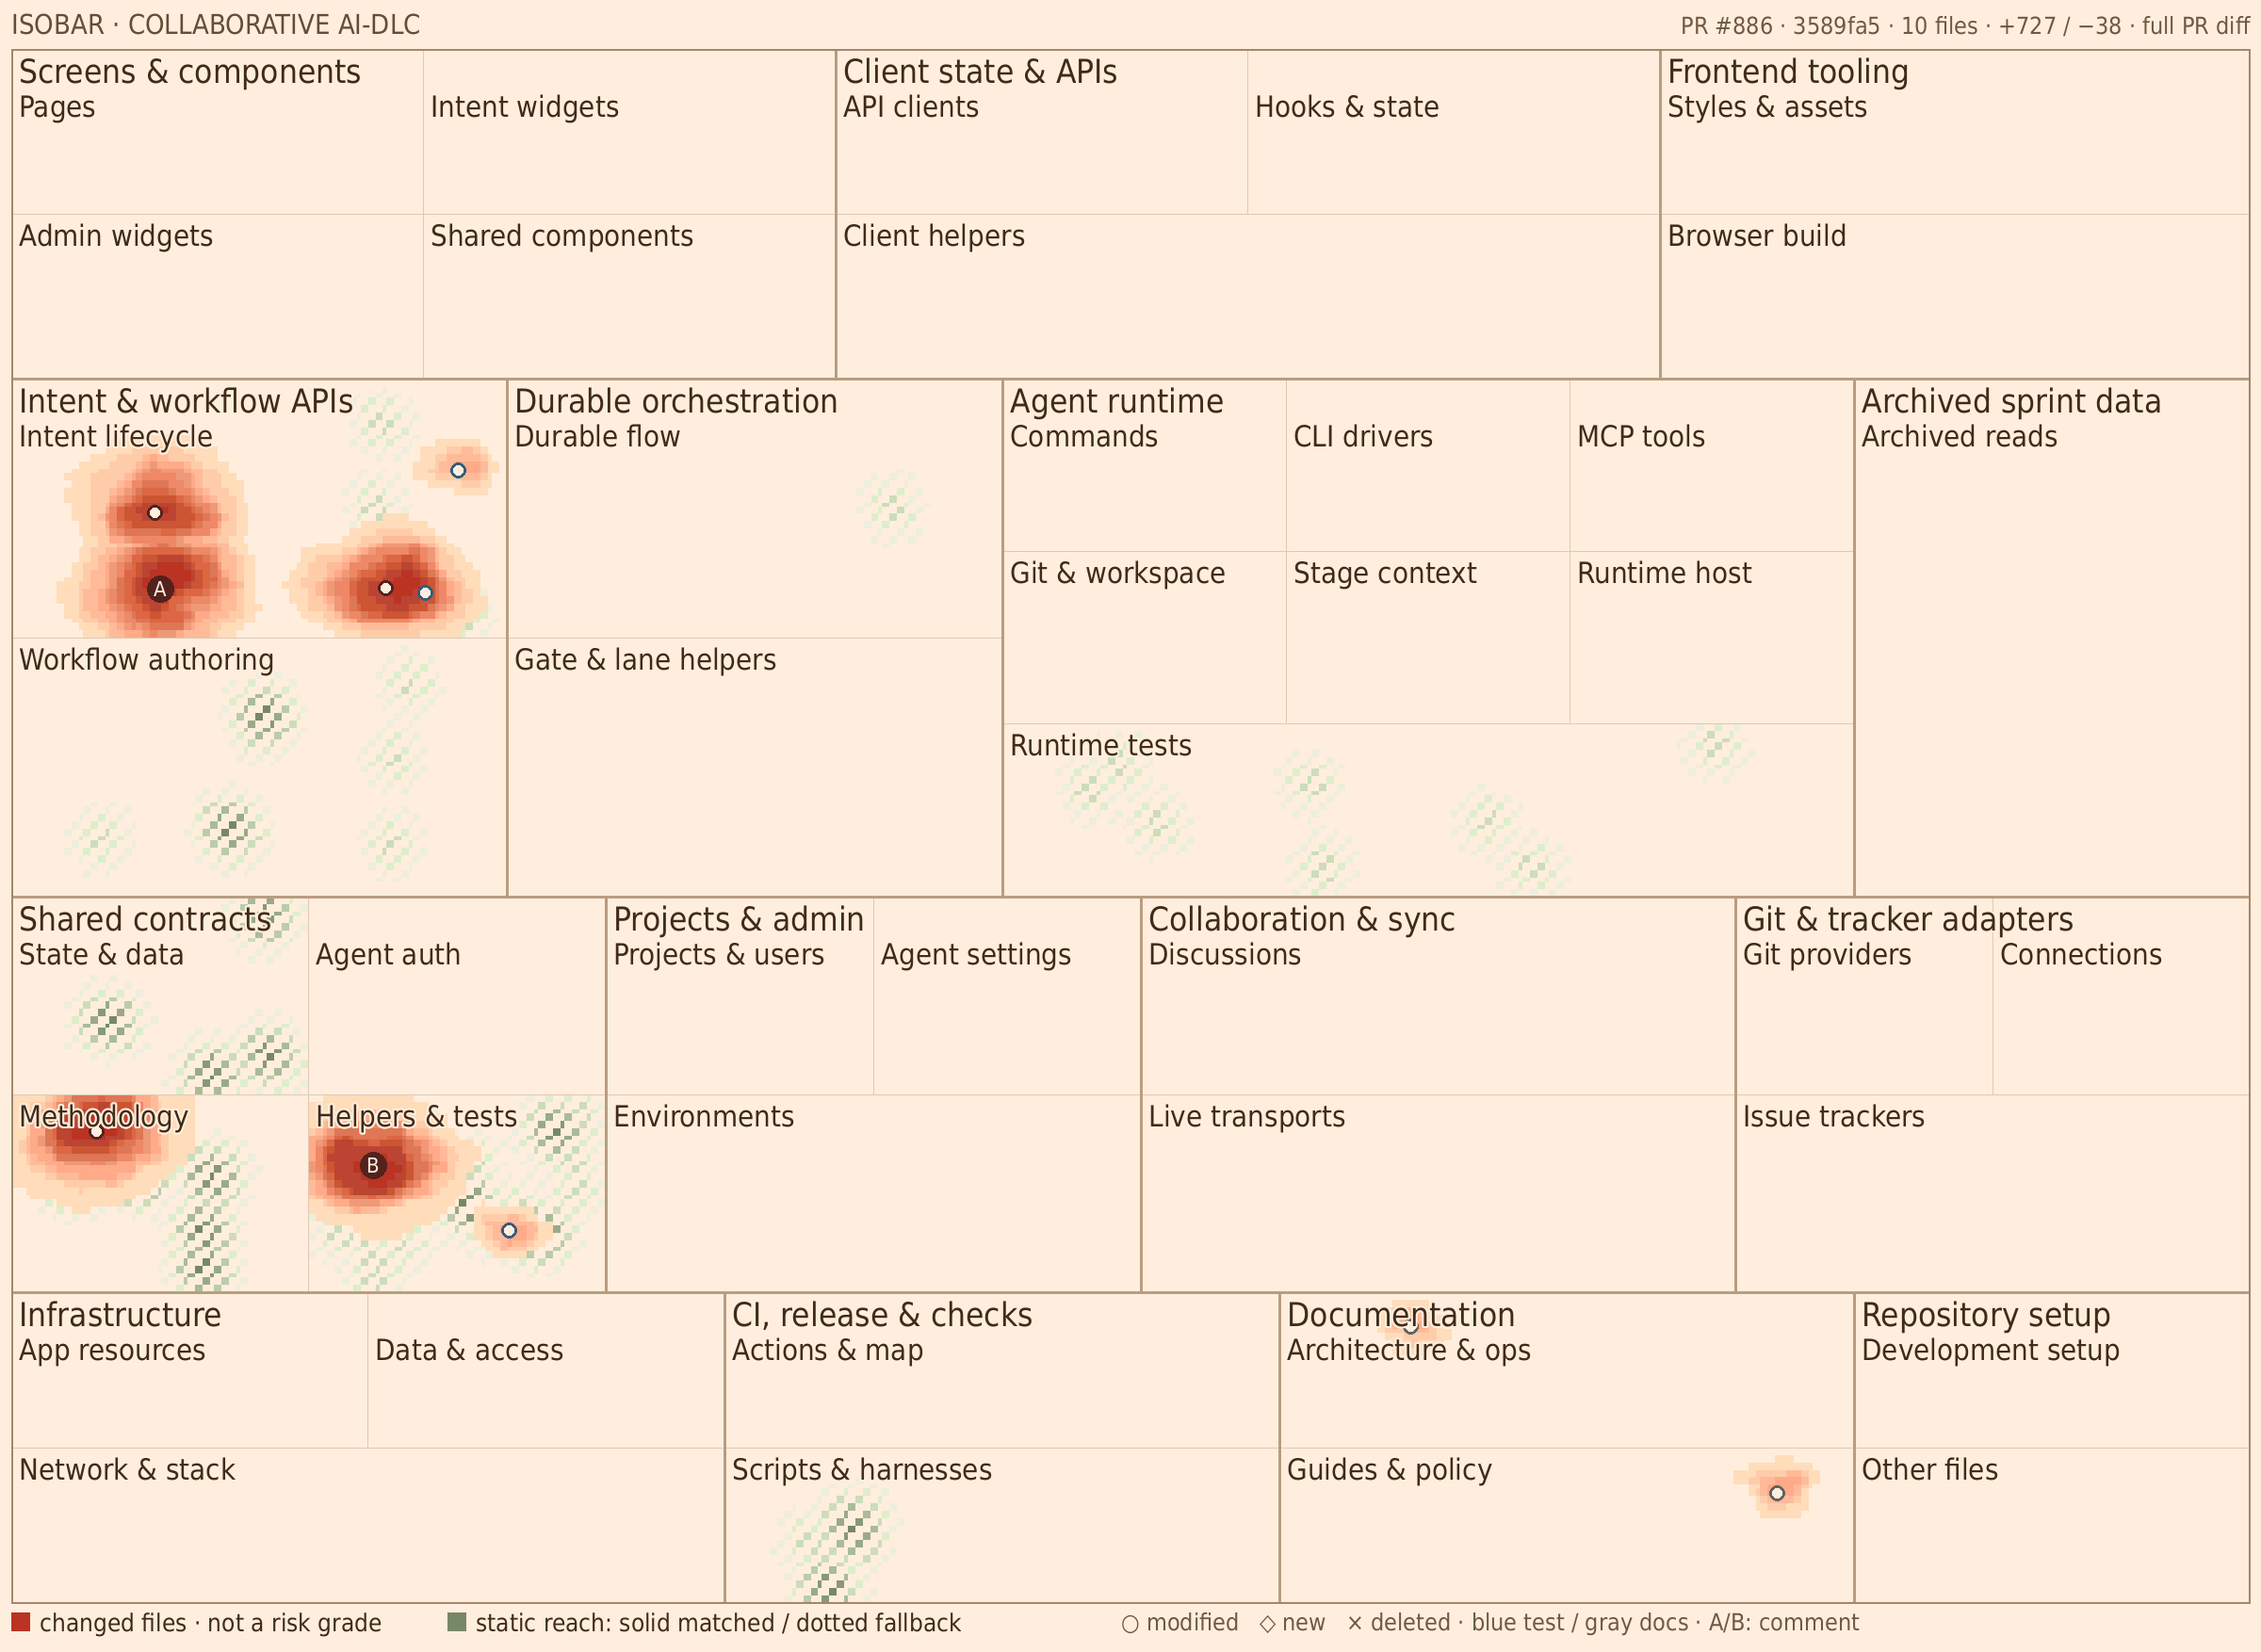 ISOBAR · COLLABORATIVE AI-DLC
PR #886 · 3589fa5 · 10 files · +727 / −38 · full PR diff
Screens & components
Pages
Intent widgets
Client state & APIs
API clients
Hooks & state
Frontend tooling
Styles & assets
Admin widgets
Shared components
Client helpers
Browser build
Intent & workflow APIs
Intent lifecycle
Durable orchestration
Durable flow
Agent runtime
Commands
CLI drivers
MCP tools
Archived sprint data
Archived reads
A
Git & workspace
Stage context
Runtime host
Workflow authoring
Gate & lane helpers
Runtime tests
Shared contracts
State & data
Agent auth
Projects & admin
Projects & users
Agent settings
Collaboration & sync
Discussions
Git & tracker adapters
Git providers
Connections
Methodology
Helpers & tests
B
Environments
Live transports
Issue trackers
Infrastructure
App resources
Data & access
CI, release & checks
Actions & map
Documentation
Architecture & ops
Repository setup
Development setup
Network & stack
Scripts & harnesses
Guides & policy
Other files
changed files · not a risk grade
static reach: solid matched / dotted fallback
○ modified ◇ new × deleted · blue test / gray docs · A/B: comment